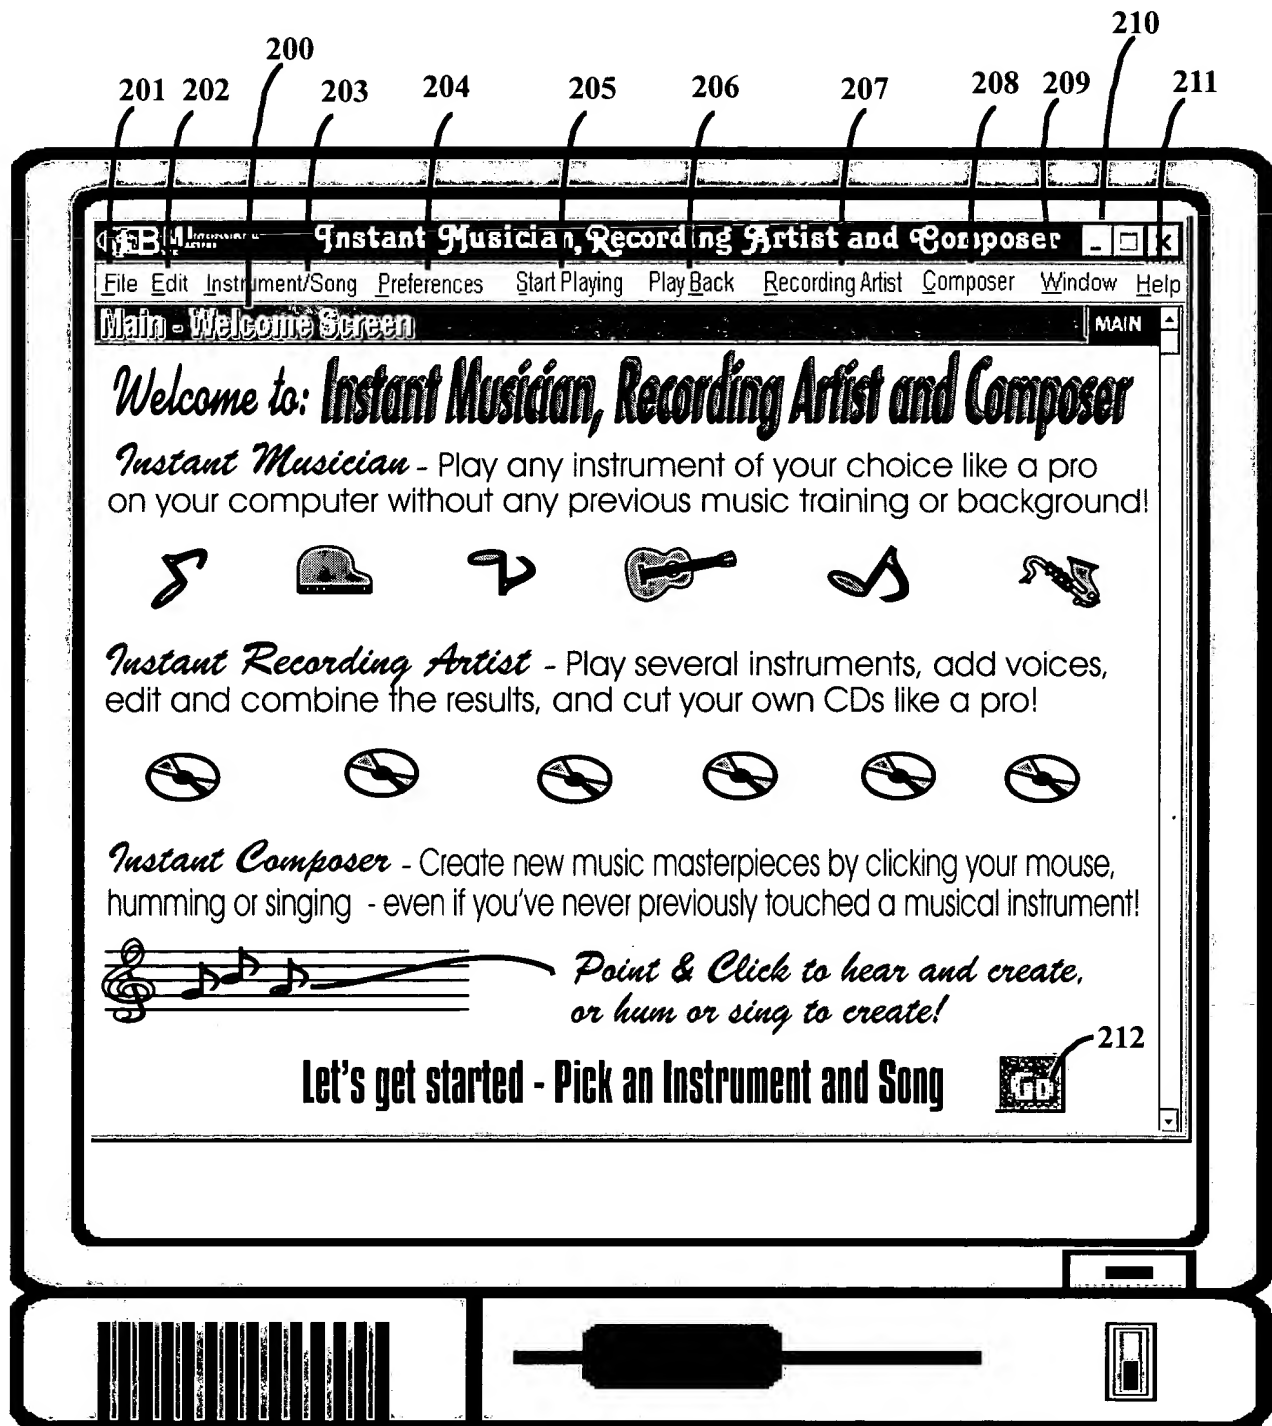 210
200
201 202 203 204 205 206 207 208 209 211
Instant Musician, Recording Artist and Composer
File Edit Instrument/Song Preferences Start Playing Play Back Recording Artist Composer Window Help
Main - Welcome Screen MAIN
Welcome to: Instant Musician, Recording Artist and Composer
Instant Musician - Play any instrument of your choice like a pro
on your computer without any previous music training or background!
Instant Recording Artist - Play several instruments, add voices,
edit and combine the results, and cut your own CDs like a pro!
Instant Composer - Create new music masterpieces by clicking your mouse,
humming or singing - even if you've never previously touched a musical instrument!
Point & Click to hear and create,
or hum or sing to create!
212
Let's get started - Pick an Instrument and Song GO